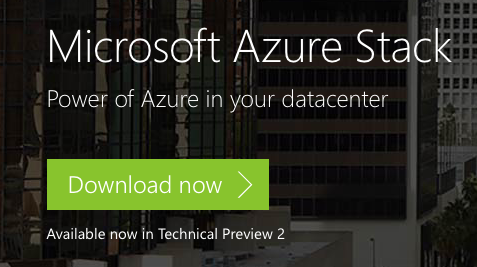 Microsoft Azure Stack
Power of Azure in your datacenter
Download now
Available now in Technical Preview 2